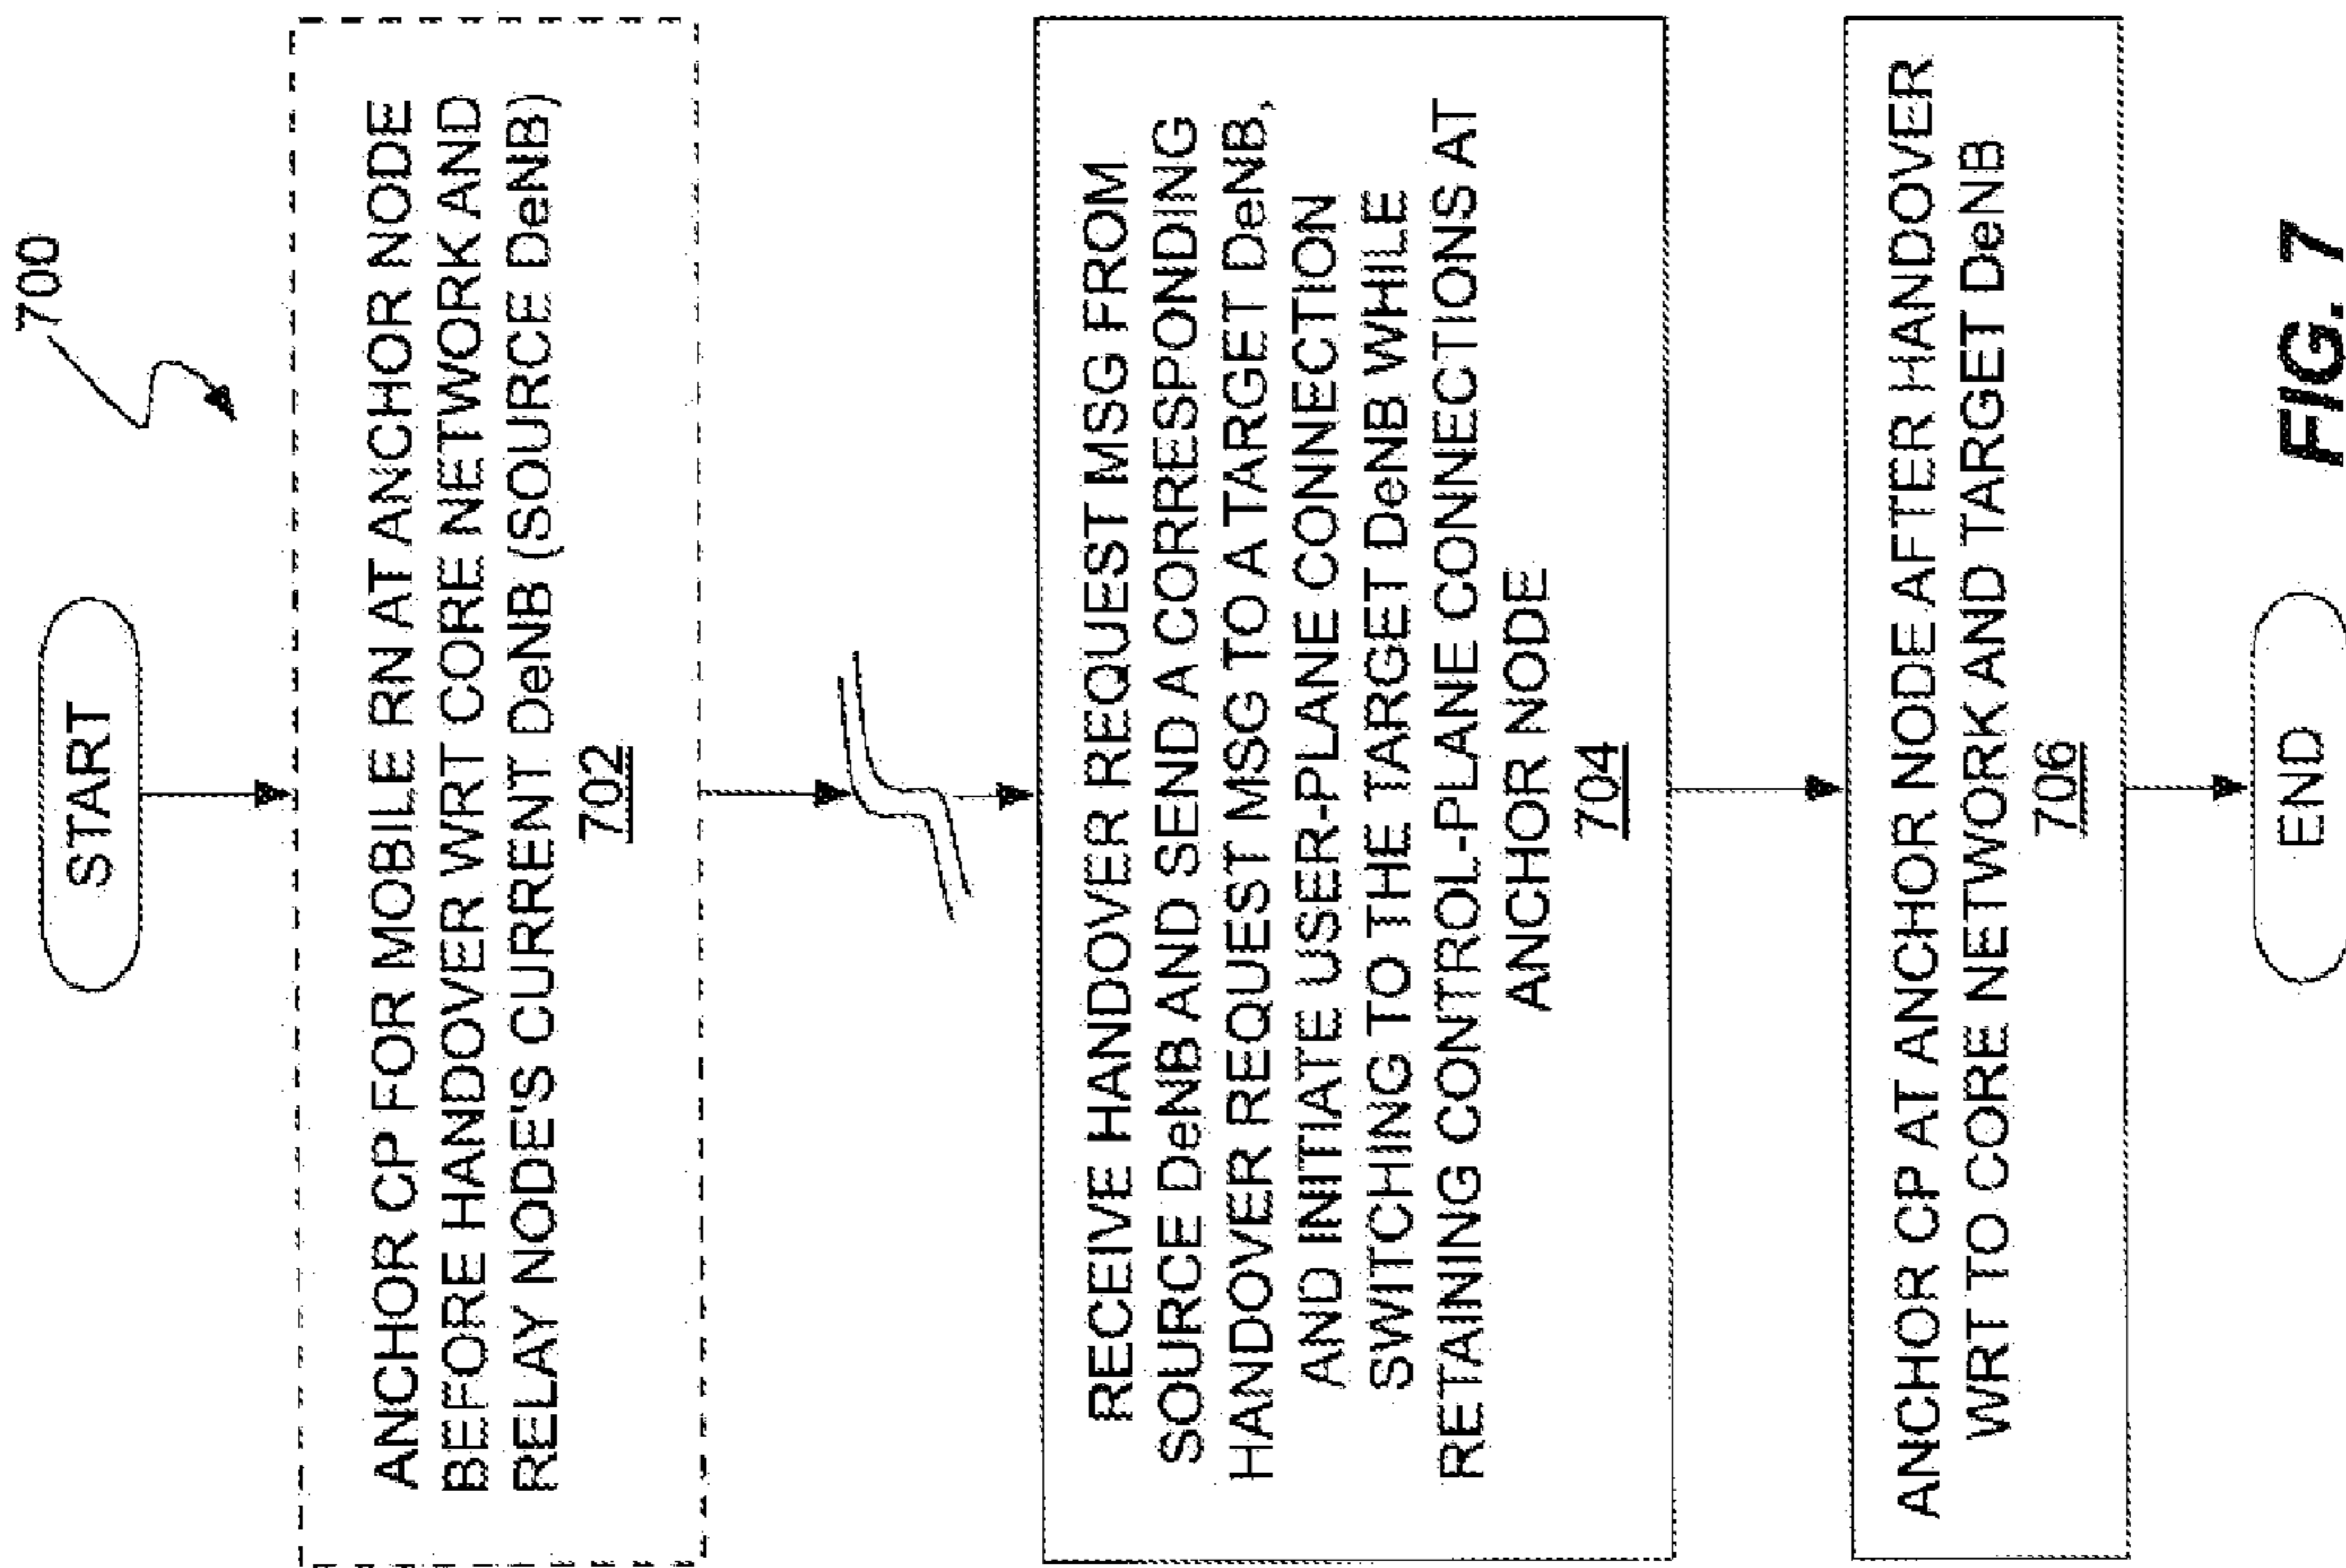 700
START
ANCHOR CP FOR MOBILE RN AT ANCHOR NODE
BEFORE HANDOVER WRT CORE NETWORK AND
RELAY NODE'S CURRENT DeNB (SOURCE DeNB)
702
RECEIVE HANDOVER REQUEST MSG FROM
SOURCE DeNB AND SEND A CORRESPONDING
HANDOVER REQUEST MSG TO A TARGET DeNB,
AND INITIATE USER-PLANE CONNECTION
SWITCHING TO THE TARGET DeNB WHILE
RETAINING CONTROL-PLANE CONNECTIONS AT
ANCHOR NODE
704
ANCHOR CP AT ANCHOR NODE AFTER HANDOVER
WRT TO CORE NETWORK AND TARGET DeNB
706
END
FIG. 7